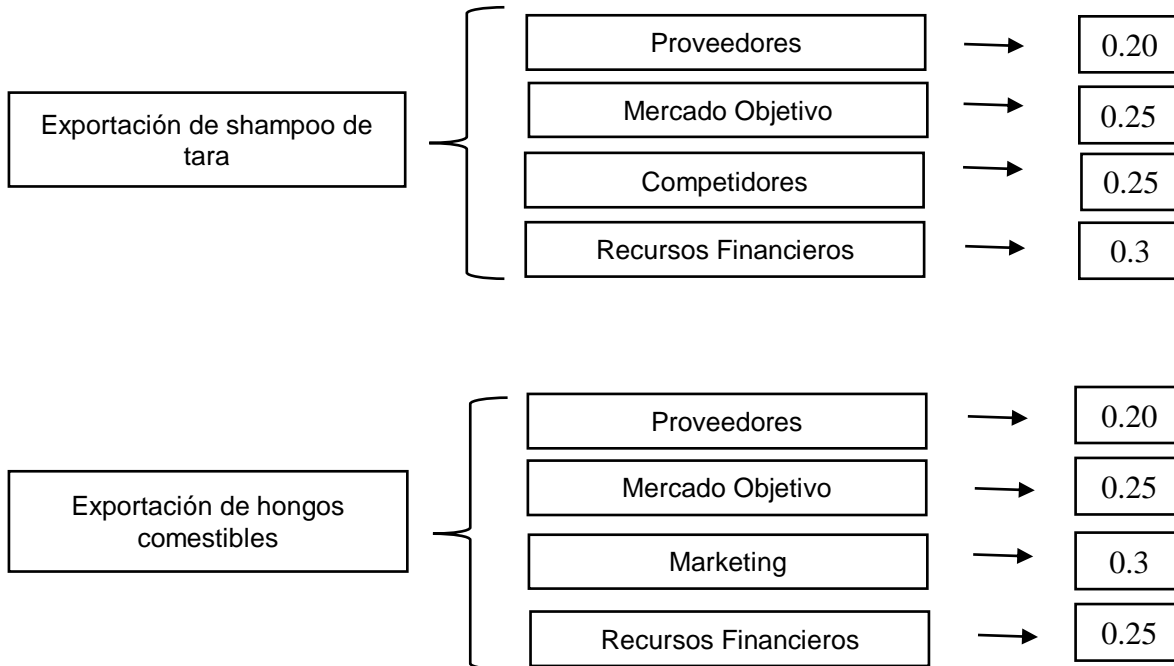 Proveedores
0.20
Exportación de shampoo de
tara
Mercado Objetivo
0.25
Competidores
0.25
Recursos Financieros
0.3
Proveedores
0.20
Exportación de hongos
comestibles
Mercado Objetivo
0.25
Marketing
0.3
Recursos Financieros
0.25